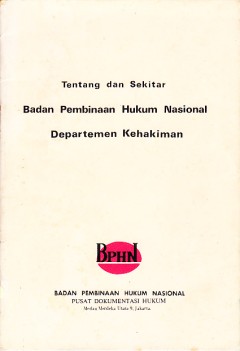 Tentang dan Sekitar
Badan Pembinaan Hukum Nasional
Departemen Kehakiman
BPHN
BADAN PEMBINAAN HUKUM NASIONAL
PUSAT DOKUMENTASI HUKUM
Medan Merdeka Utara 9, Jakarta